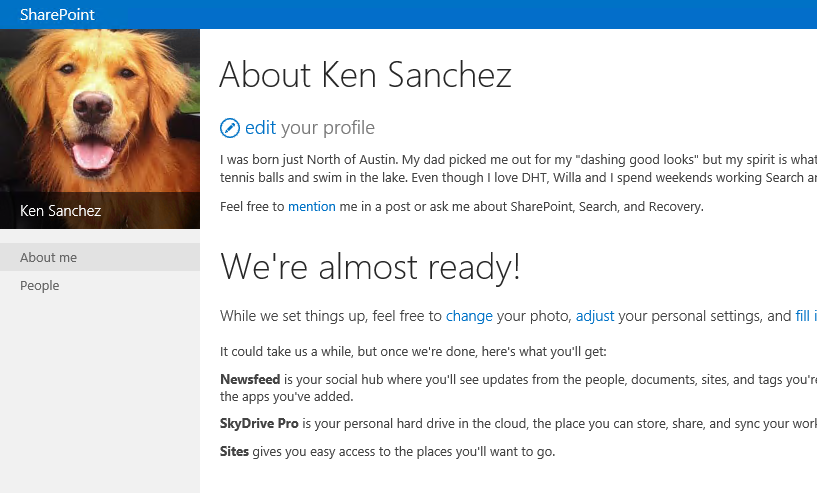 SharePoint
Ken Sanchez
About me
People
About Ken Sanchez
edit your profile
I was born just North of Austin. My dad picked me out for my "dashing good looks" but my spirit is what
tennis balls and swim in the lake. Even though I love DHT, Willa and I spend weekends working Search
Feel free to mention me in a post or ask me about SharePoint, Search, and Recovery.
We're almost ready!
While we set things up, feel free to change your photo, adjust your personal settings, and fill
It could take us a while, but once we're done, here's what you'll get:
Newsfeed is your social hub where you'll see updates from the people, documents, sites, and tags
the apps you've added.
SkyDrive Pro is your personal hard drive in the cloud, the place you can store, share, and sync your
Sites gives you easy access to the places you'll want to go.